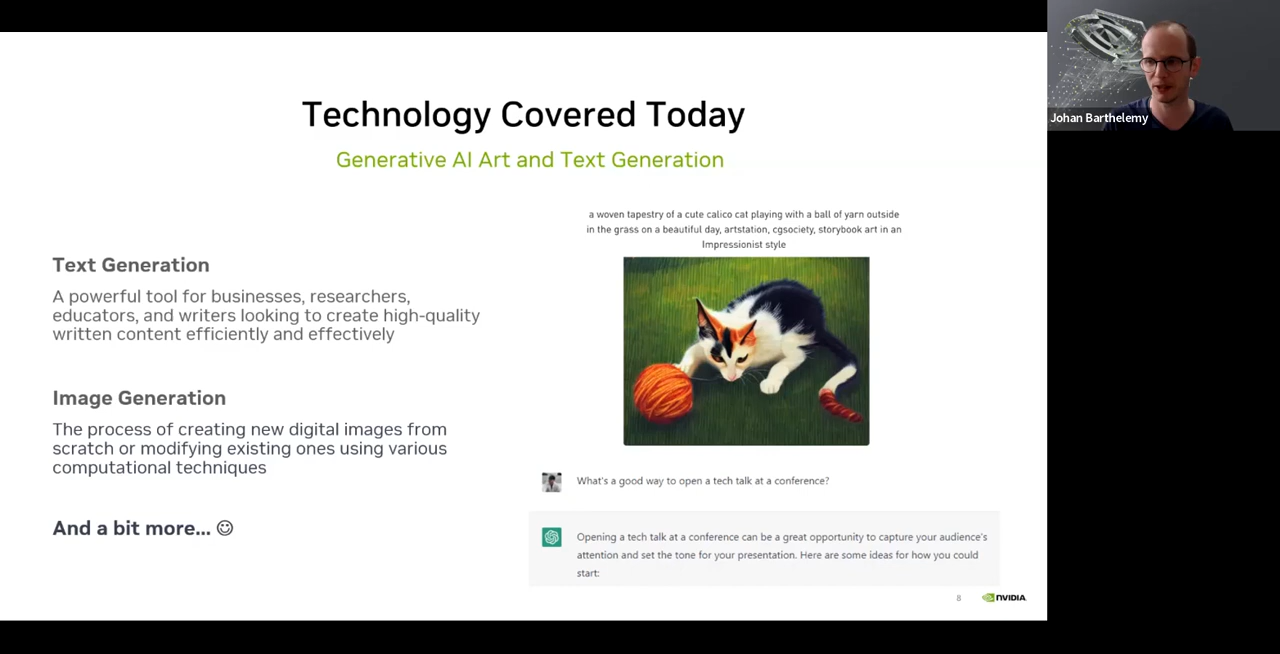 Technology Covered Today
Generative AI Art and Text Generation
Text Generation
A powerful tool for businesses, researchers,
educators, and writers looking to create high-quality
written content efficiently and effectively
Image Generation
The process of creating new digital images from
scratch or modifying existing ones using various
computational techniques
And a bit more... ☺
a woven tapestry of a cute calico cat playing with a ball of yarn outside
in the grass on a beautiful day, artstation, cgsociety, storybook art in an
Impressionist style
What's a good way to open a tech talk at a conference?
Opening a tech talk at a conference can be a great opportunity to capture your audience's
attention and set the tone for your presentation. Here are some ideas for how you could
start:
8
NVIDIA
Johan Barthelemy